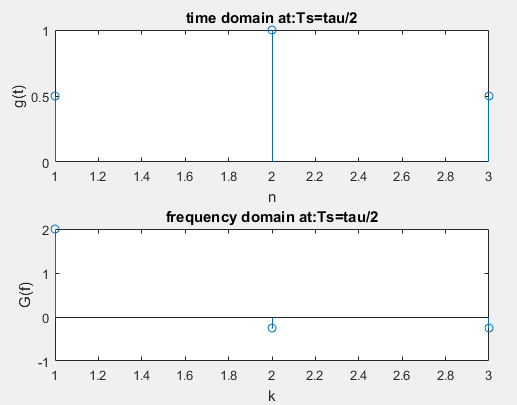 time domain at:Ts=tau/2
1
0.5
0
g(t)
1 1.2 1.4 1.6 1.8 2 2.2 2.4 2.6 2.8 3
n
frequency domain at:Ts=tau/2
2
1
0
-1
G(f)
1 1.2 1.4 1.6 1.8 2 2.2 2.4 2.6 2.8 3
k